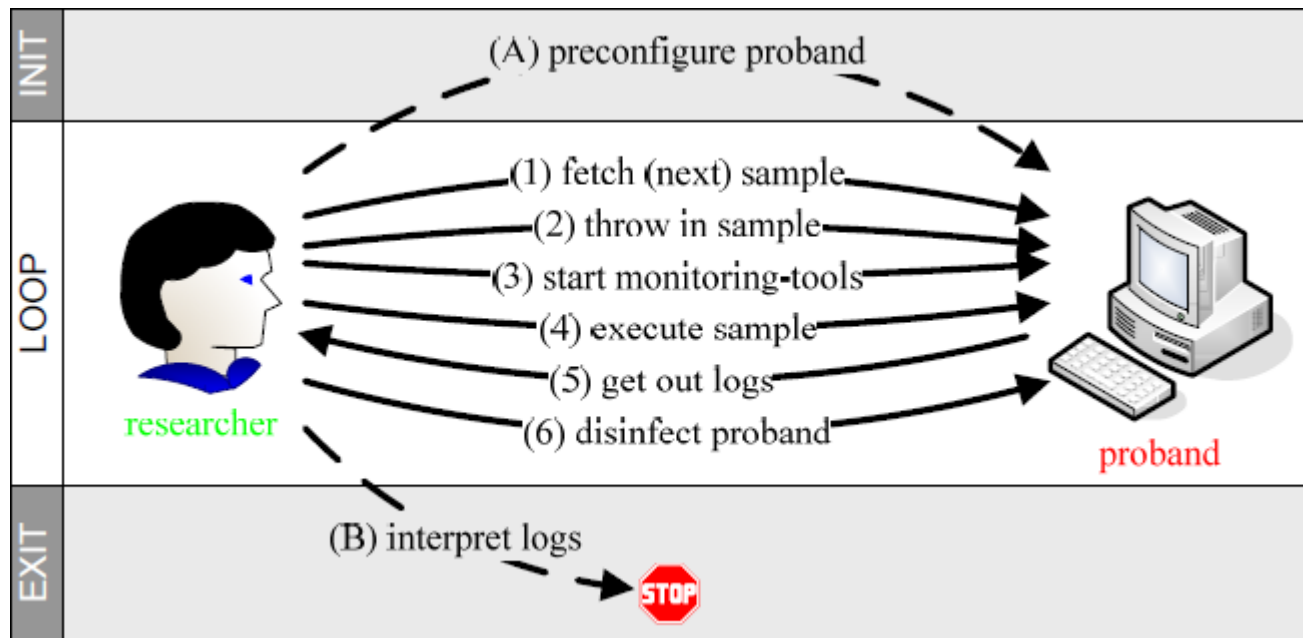 INIT
(A) preconfigure proband
LOOP
(1) fetch (next) sample
(2) throw in sample
(3) start monitoring-tools
(4) execute sample
(5) get out logs
(6) disinfect proband
researcher
proband
EXIT
(B) interpret logs
STOP